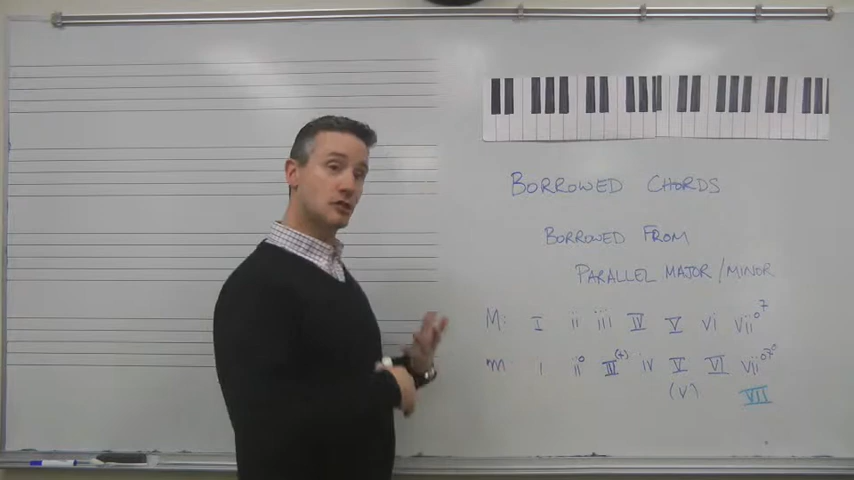 BORROWED CHORDS
BORROWED FROM
PARALLEL MAJOR/MINOR
M: I ii iii IV V vi vii°7
m i ii° III(+) iv V VI vii°7
(v) VII